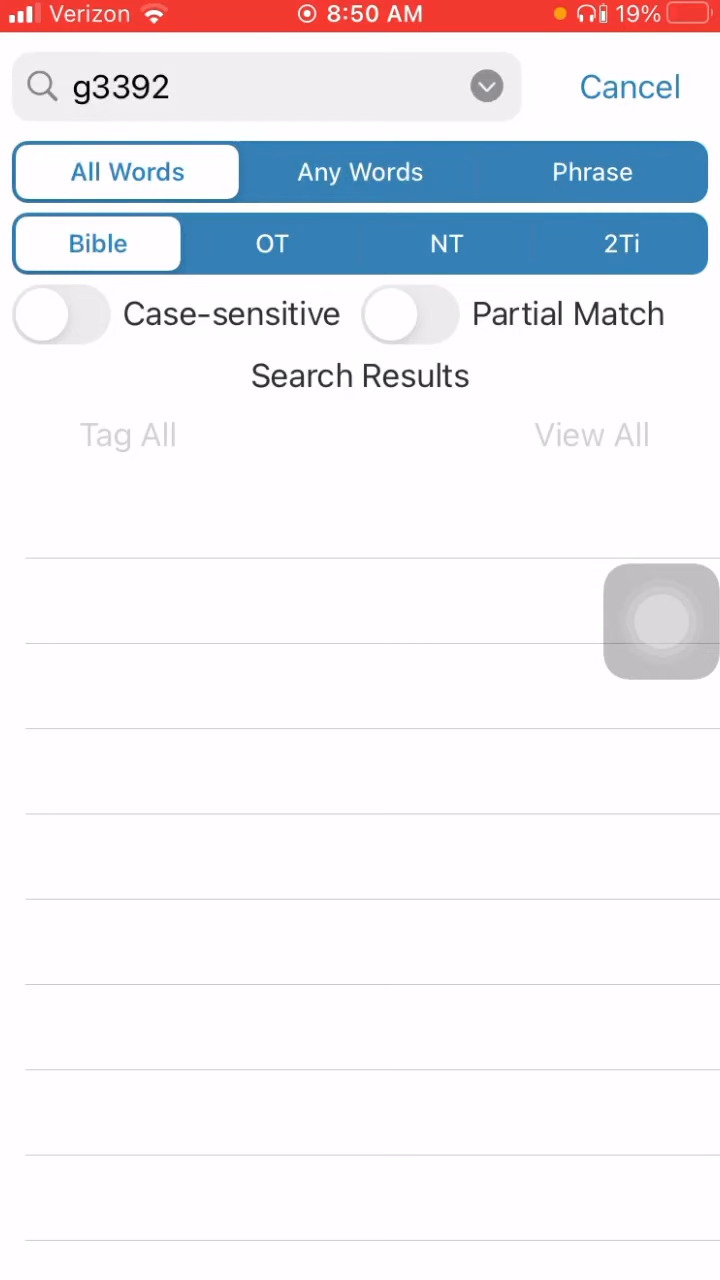 Verizon 8:50 AM 19%
g3392 Cancel
All Words Any Words Phrase
Bible OT NT 2Ti
Case-sensitive Partial Match
Search Results
Tag All View All